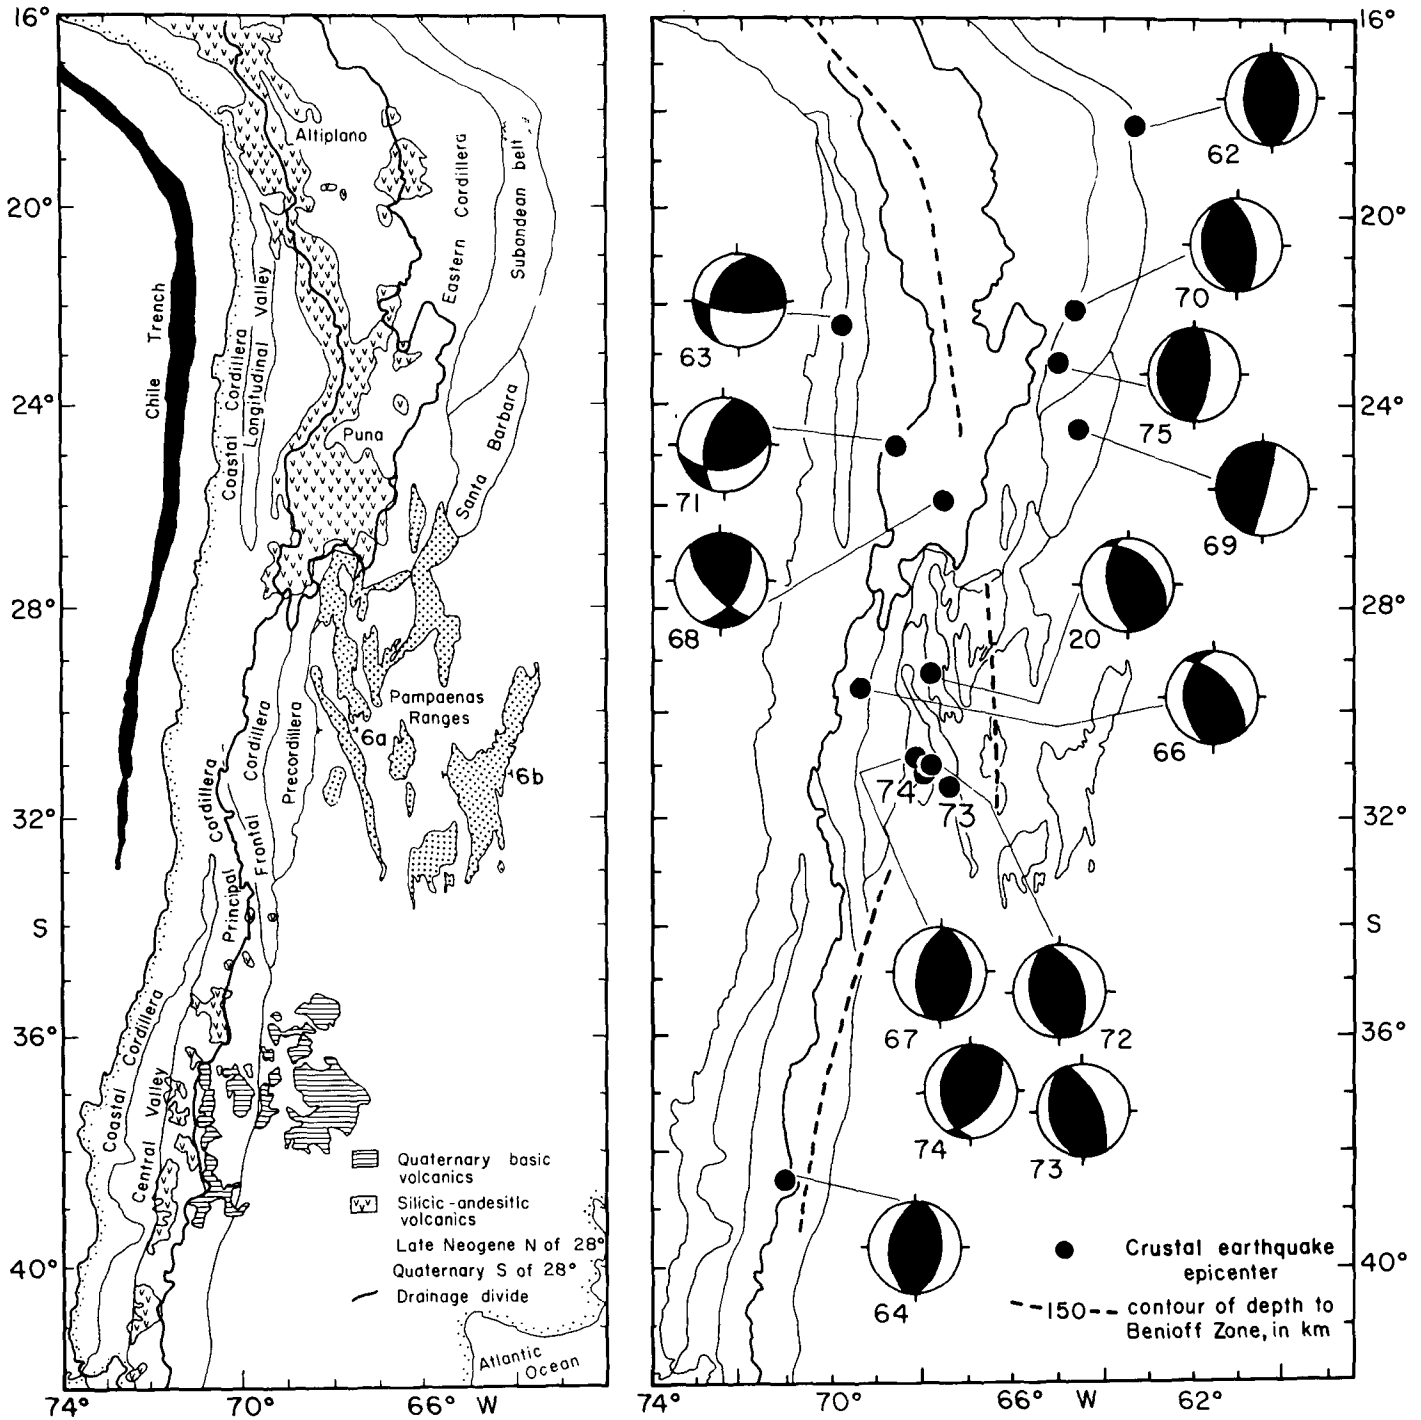 16°
20°
24°
28°
32°
S
36°
40°
74°
70°
66° W
Altiplano
Eastern Cordillera
Subandean belt
Chile Trench
Coastal Cordillera
Longitudinal Valley
Puna
Santa Barbara
Pampaenas
Ranges
6a
6b
Cordillera
Principal
Frontal Cordillera
Precordillera
Coastal Cordillera
Central Valley
Quaternary basic
volcanics
Silicic-andesitic
volcanics
Late Neogene N of 28°
Quaternary S of 28°
Drainage divide
Atlantic
Ocean
16°
20°
24°
28°
32°
S
36°
40°
74°
70°
66° W
62°
62
70
63
75
71
69
68
20
66
74
73
67
72
74
73
64
Crustal earthquake
epicenter
150
contour of depth to
Benioff Zone, in km